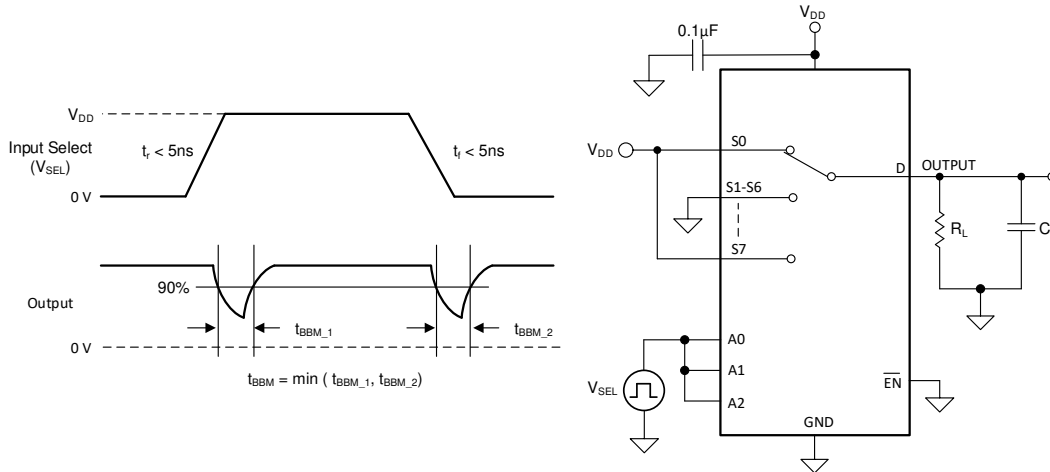 V_DD
Input Select
(V_SEL)
0 V
t_r < 5ns
t_f < 5ns
90%
Output
0 V
t_BBM_1
t_BBM_2
t_BBM = min ( t_BBM_1, t_BBM_2)
V_DD
0.1µF
V_DD
S0
S1-S6
S7
D
OUTPUT
R_L
C
A0
A1
A2
V_SEL
EN
GND